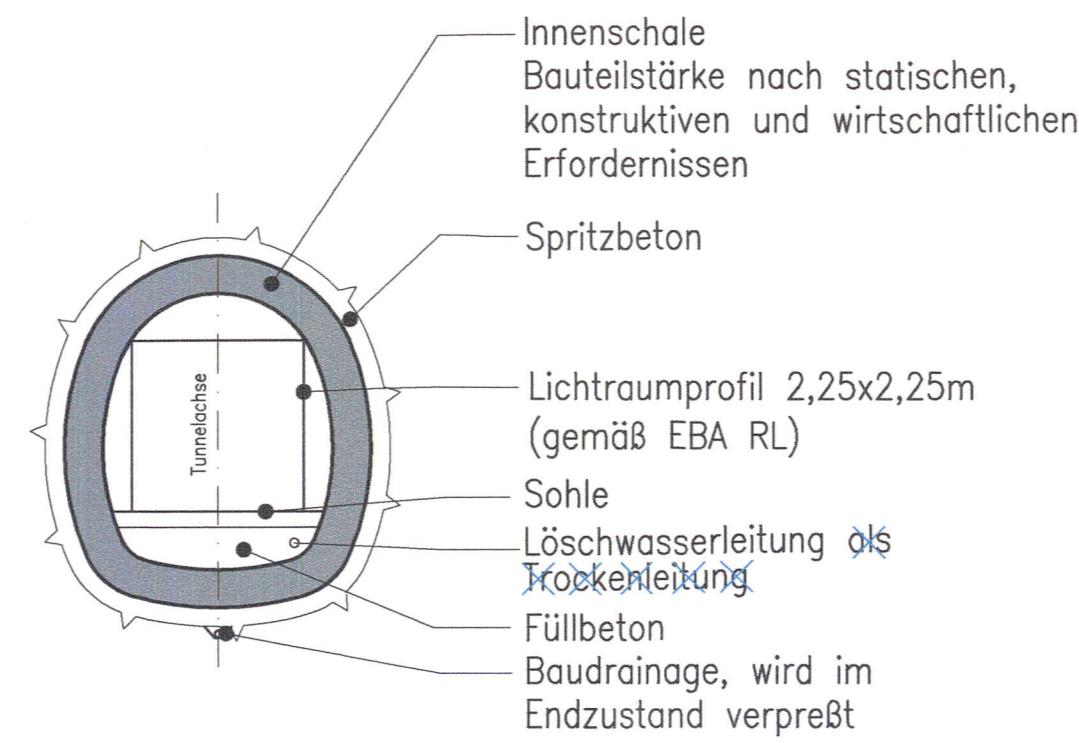 Innenschale
Bauteilstärke nach statischen,
konstruktiven und wirtschaftlichen
Erfordernissen
Spritzbeton
Lichtraumprofil 2,25x2,25m
(gemäß EBA RL)
Tunnelachse
Sohle
Löschwasserleitung als
Trockenleitung
Füllbeton
Baudrainage, wird im
Endzustand verpreßt